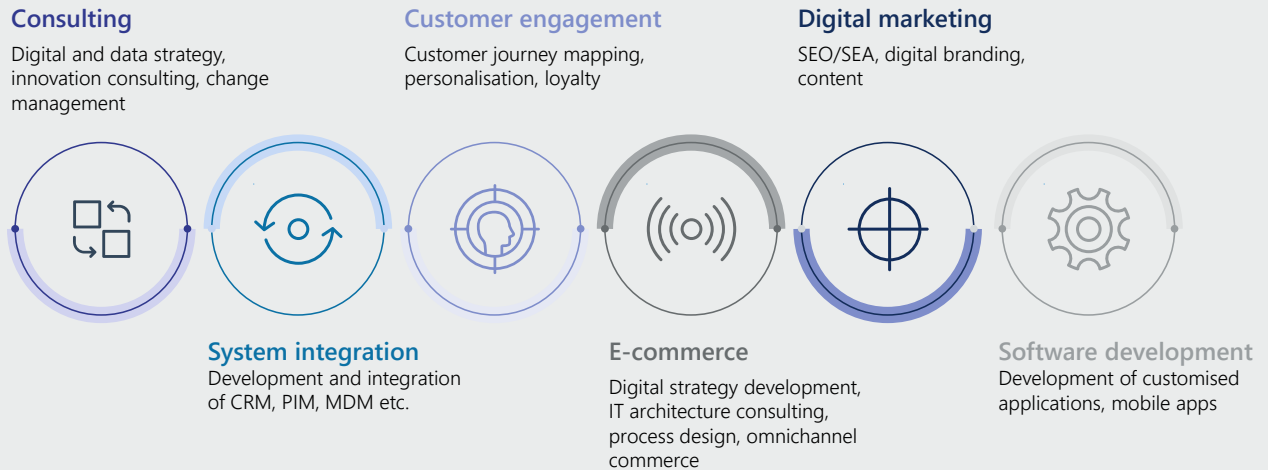 Consulting
Digital and data strategy,
innovation consulting, change
management
Customer engagement
Customer journey mapping,
personalisation, loyalty
Digital marketing
SEO/SEA, digital branding,
content
System integration
Development and integration
of CRM, PIM, MDM etc.
E-commerce
Digital strategy development,
IT architecture consulting,
process design, omnichannel
commerce
Software development
Development of customised
applications, mobile apps